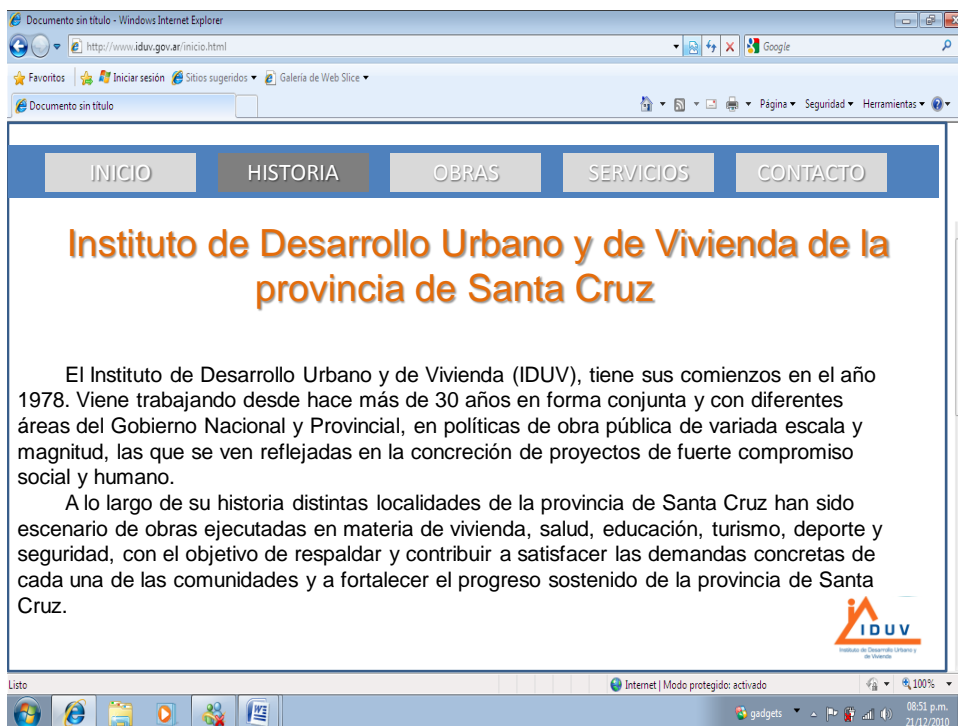 Documento sin título - Windows Internet Explorer
http://www.iduv.gov.ar/inicio.html
Google
Favoritos Iniciar sesión Sitios sugeridos Galería de Web Slice
Documento sin título
Página Seguridad Herramientas
INICIO HISTORIA OBRAS SERVICIOS CONTACTO
Instituto de Desarrollo Urbano y de Vivienda de la
provincia de Santa Cruz
El Instituto de Desarrollo Urbano y de Vivienda (IDUV), tiene sus comienzos en el año
1978. Viene trabajando desde hace más de 30 años en forma conjunta y con diferentes
áreas del Gobierno Nacional y Provincial, en políticas de obra pública de variada escala y
magnitud, las que se ven reflejadas en la concreción de proyectos de fuerte compromiso
social y humano.
A lo largo de su historia distintas localidades de la provincia de Santa Cruz han sido
escenario de obras ejecutadas en materia de vivienda, salud, educación, turismo, deporte y
seguridad, con el objetivo de respaldar y contribuir a satisfacer las demandas concretas de
cada una de las comunidades y a fortalecer el progreso sostenido de la provincia de Santa
Cruz.
IDUV
Instituto de Desarrollo Urbano y
de Vivienda
Listo
Internet | Modo protegido: activado
100%
gadgets
08:51 p.m.
21/12/2010